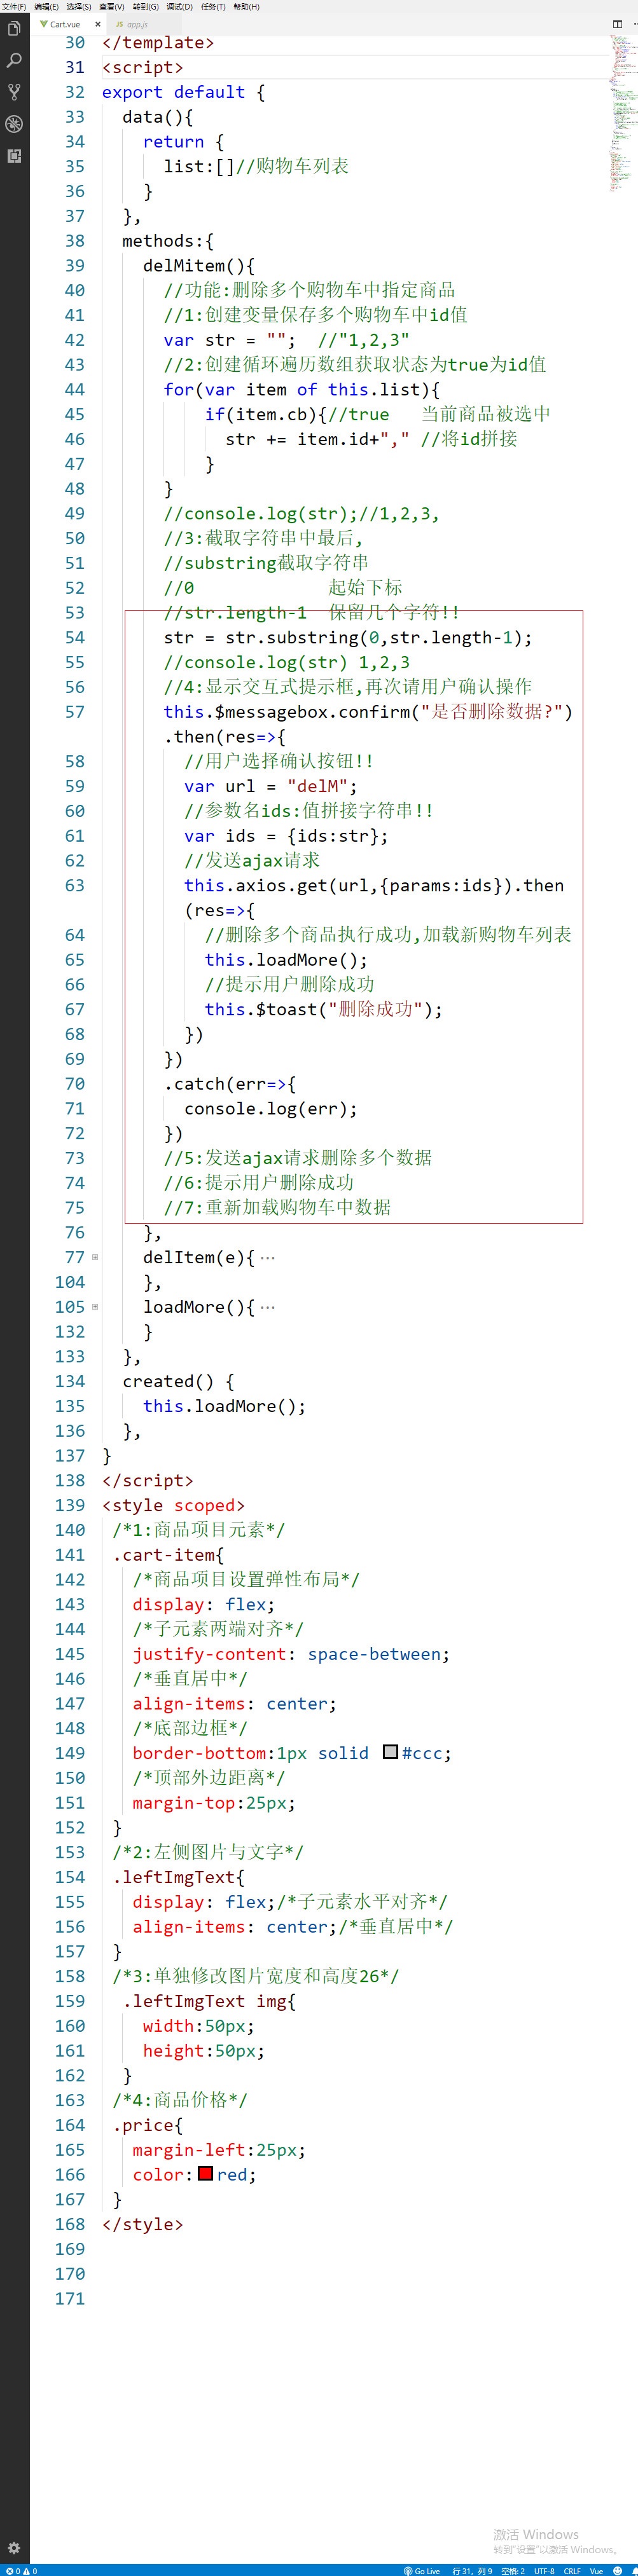 文件(F) 编辑(E) 选择(S) 查看(V) 转到(G) 调试(D) 任务(T) 帮助(H)
Cart.vue × JS app.js
30 </template>
31 <script>
32 export default {
33 data(){
34 return {
35 list:[]//购物车列表
36 }
37 },
38 methods:{
39 delMitem(){
40 //功能:删除多个购物车中指定商品
41 //1:创建变量保存多个购物车中id值
42 var str = ""; //"1,2,3"
43 //2:创建循环遍历数组获取状态为true为id值
44 for(var item of this.list){
45 if(item.cb){//true 当前商品被选中
46 str += item.id+"," //将id拼接
47 }
48 }
49 //console.log(str);//1,2,3,
50 //3:截取字符串中最后,
51 //substring截取字符串
52 //0 起始下标
53 //str.length-1 保留几个字符!!
54 str = str.substring(0,str.length-1);
55 //console.log(str) 1,2,3
56 //4:显示交互式提示框,再次请用户确认操作
57 this.$messagebox.confirm("是否删除数据?")
.then(res=>{
58 //用户选择确认按钮!!
59 var url = "delM";
60 //参数名ids:值拼接字符串!!
61 var ids = {ids:str};
62 //发送ajax请求
63 this.axios.get(url,{params:ids}).then
(res=>{
64 //删除多个商品执行成功,加载新购物车列表
65 this.loadMore();
66 //提示用户删除成功
67 this.$toast("删除成功");
68 })
69 })
70 .catch(err=>{
71 console.log(err);
72 })
73 //5:发送ajax请求删除多个数据
74 //6:提示用户删除成功
75 //7:重新加载购物车中数据
76 },
77 delItem(e){ ···
104 },
105 loadMore(){ ···
132 }
133 },
134 created() {
135 this.loadMore();
136 },
137 }
138 </script>
139 <style scoped>
140 /*1:商品项目元素*/
141 .cart-item{
142 /*商品项目设置弹性布局*/
143 display: flex;
144 /*子元素两端对齐*/
145 justify-content: space-between;
146 /*垂直居中*/
147 align-items: center;
148 /*底部边框*/
149 border-bottom:1px solid #ccc;
150 /*顶部外边距离*/
151 margin-top:25px;
152 }
153 /*2:左侧图片与文字*/
154 .leftImgText{
155 display: flex;/*子元素水平对齐*/
156 align-items: center;/*垂直居中*/
157 }
158 /*3:单独修改图片宽度和高度26*/
159 .leftImgText img{
160 width:50px;
161 height:50px;
162 }
163 /*4:商品价格*/
164 .price{
165 margin-left:25px;
166 color: red;
167 }
168 </style>
169
170
171
激活 Windows
转到"设置"以激活 Windows。
0 0 Go Live 行 31，列 9 空格: 2 UTF-8 CRLF Vue